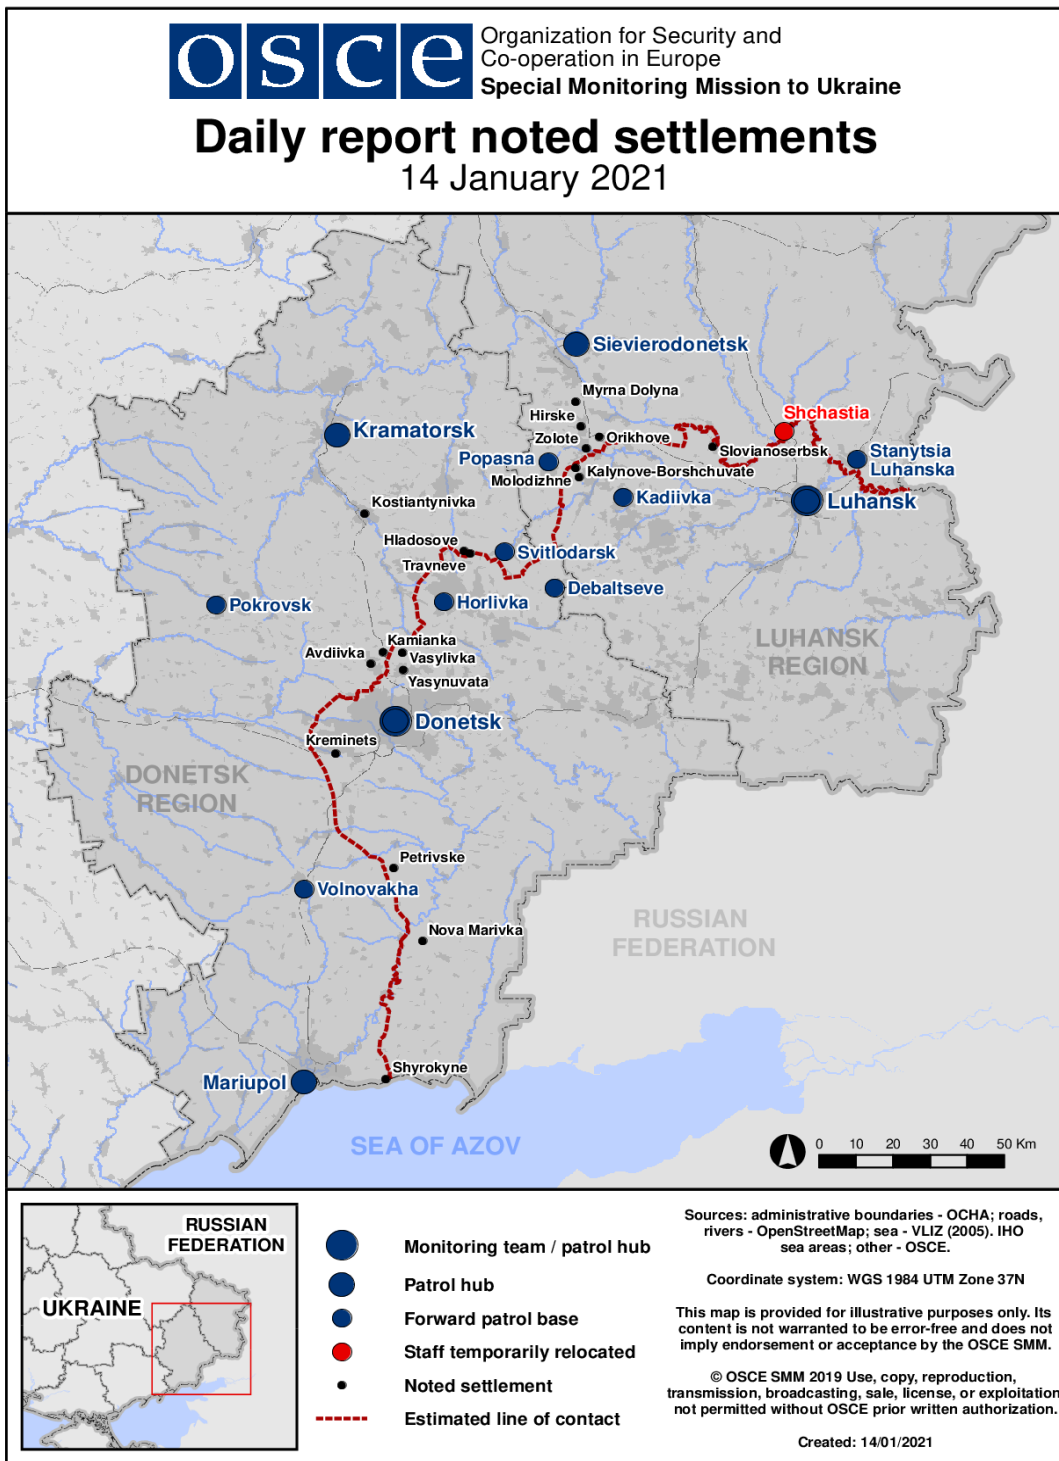 osce
Organization for Security and
Co-operation in Europe
Special Monitoring Mission to Ukraine
Daily report noted settlements
14 January 2021
Sievierodonetsk
Myrna Dolyna
Shchastia
Hirske
Kramatorsk
Zolote
Orikhove
Slovianoserbsk
Stanytsia
Luhanska
Popasna
Kalynove-Borshchuvate
Molodizhne
Kadiivka
Luhansk
Kostiantynivka
Hladosove
Svitlodarsk
Travneve
Debaltseve
Pokrovsk
Horlivka
Kamianka
Avdiivka
Vasylivka
Yasynuvata
LUHANSK
REGION
Donetsk
Kreminets
DONETSK
REGION
Petrivske
Volnovakha
Nova Marivka
RUSSIAN
FEDERATION
Shyrokyne
Mariupol
SEA OF AZOV
0 10 20 30 40 50 Km
RUSSIAN
FEDERATION
UKRAINE
Monitoring team / patrol hub
Patrol hub
Forward patrol base
Staff temporarily relocated
Noted settlement
Estimated line of contact
Sources: administrative boundaries - OCHA; roads,
rivers - OpenStreetMap; sea - VLIZ (2005). IHO
sea areas; other - OSCE.
Coordinate system: WGS 1984 UTM Zone 37N
This map is provided for illustrative purposes only. Its
content is not warranted to be error-free and does not
imply endorsement or acceptance by the OSCE SMM.
© OSCE SMM 2019 Use, copy, reproduction,
transmission, broadcasting, sale, license, or exploitation
not permitted without OSCE prior written authorization.
Created: 14/01/2021